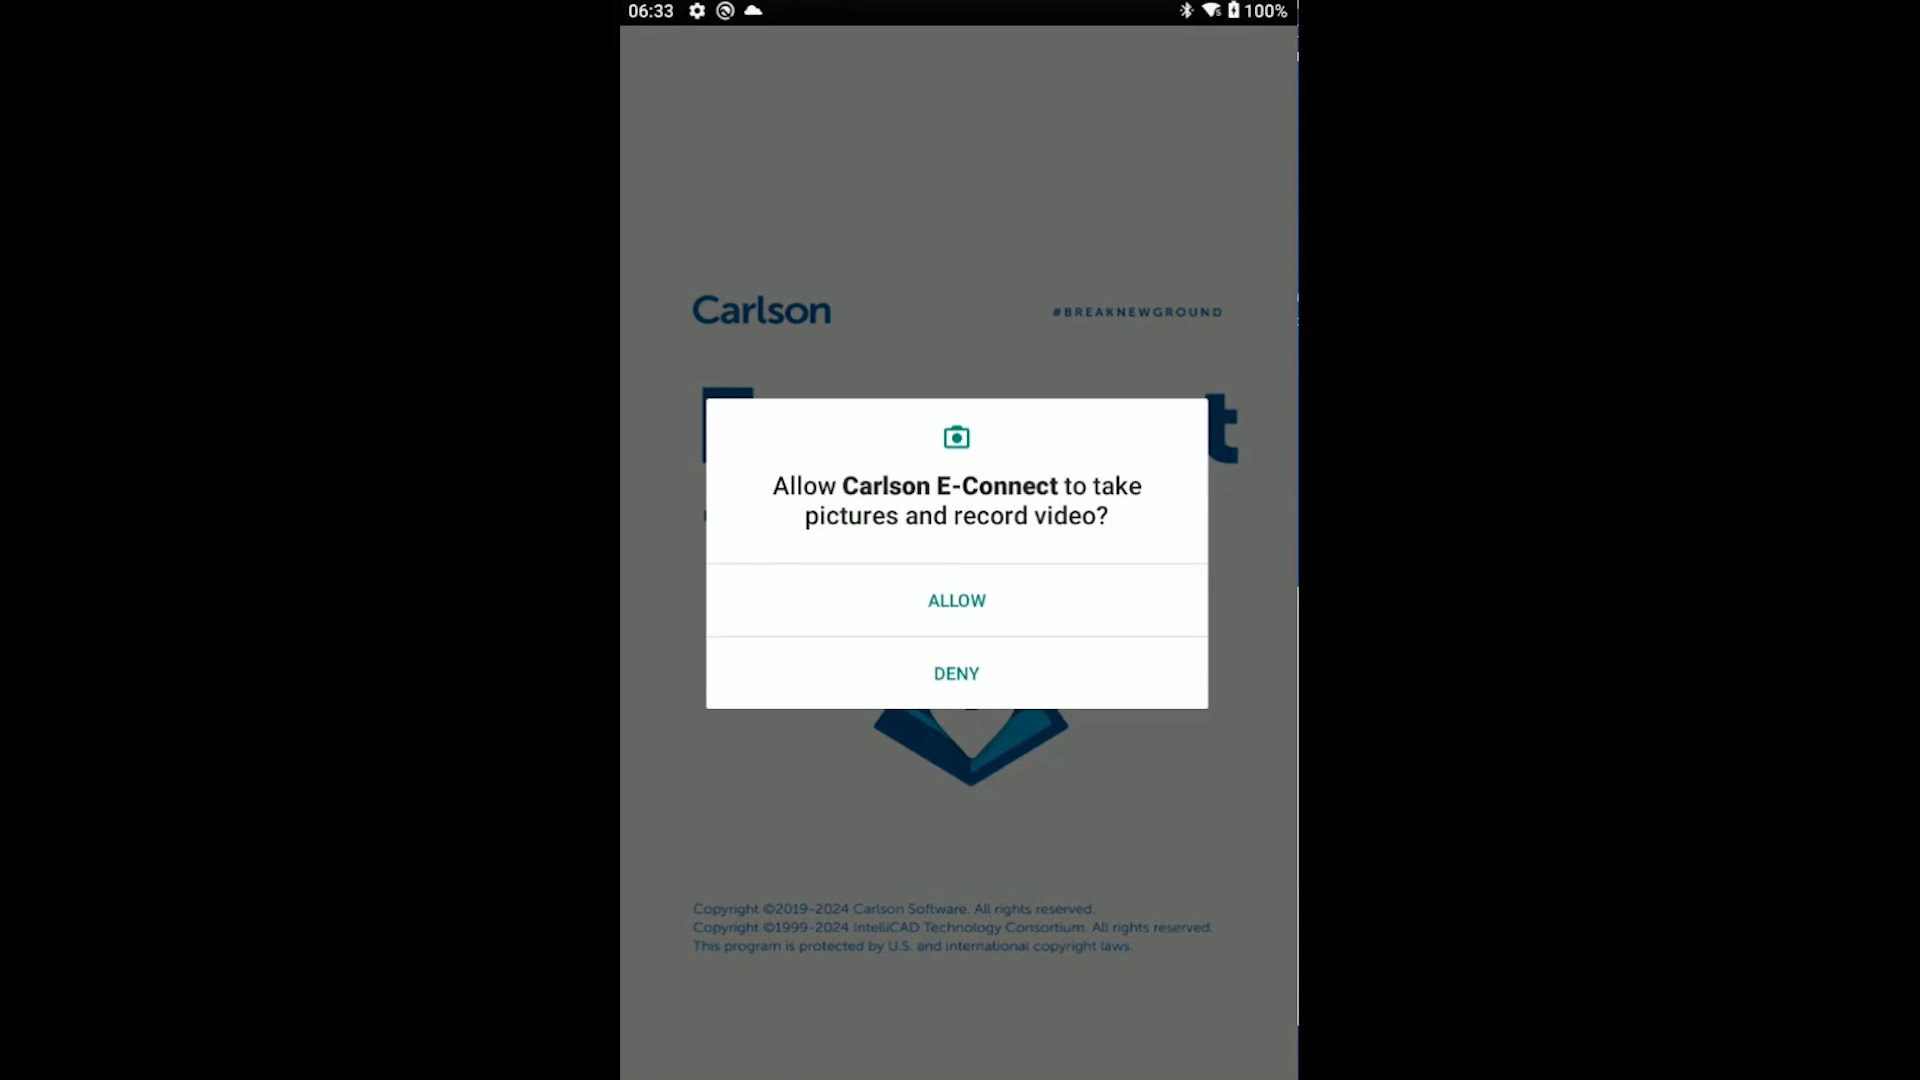 06:33 100%
Carlson #BREAKNEWGROUND
t
Allow Carlson E-Connect to take
pictures and record video?
ALLOW
DENY
Copyright ©2019-2024 Carlson Software. All rights reserved.
Copyright ©1999-2024 IntelliCAD Technology Consortium. All rights reserved.
This program is protected by U.S. and international copyright laws.